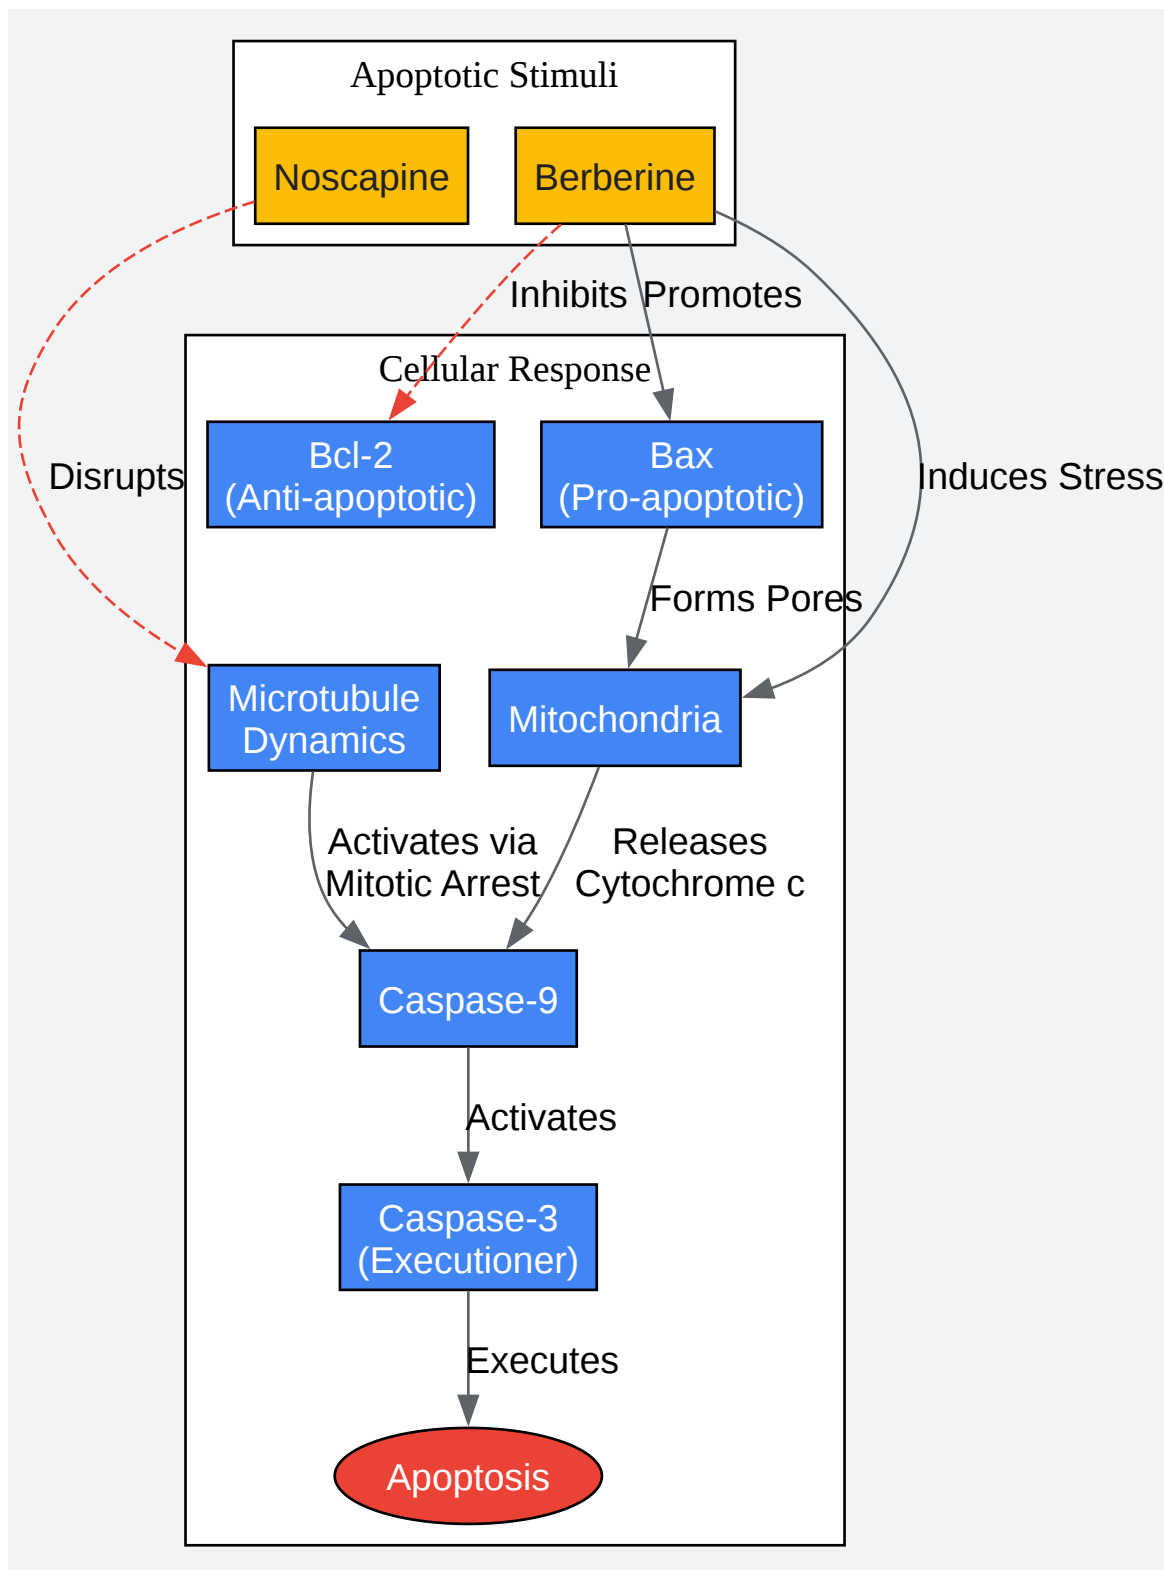 Apoptotic Stimuli
Noscapine
Berberine
Inhibits
Promotes
Cellular Response
Bcl-2
(Anti-apoptotic)
Bax
(Pro-apoptotic)
Disrupts
Induces Stress
Forms Pores
Microtubule
Dynamics
Mitochondria
Activates via
Mitotic Arrest
Releases
Cytochrome c
Caspase-9
Activates
Caspase-3
(Executioner)
Executes
Apoptosis